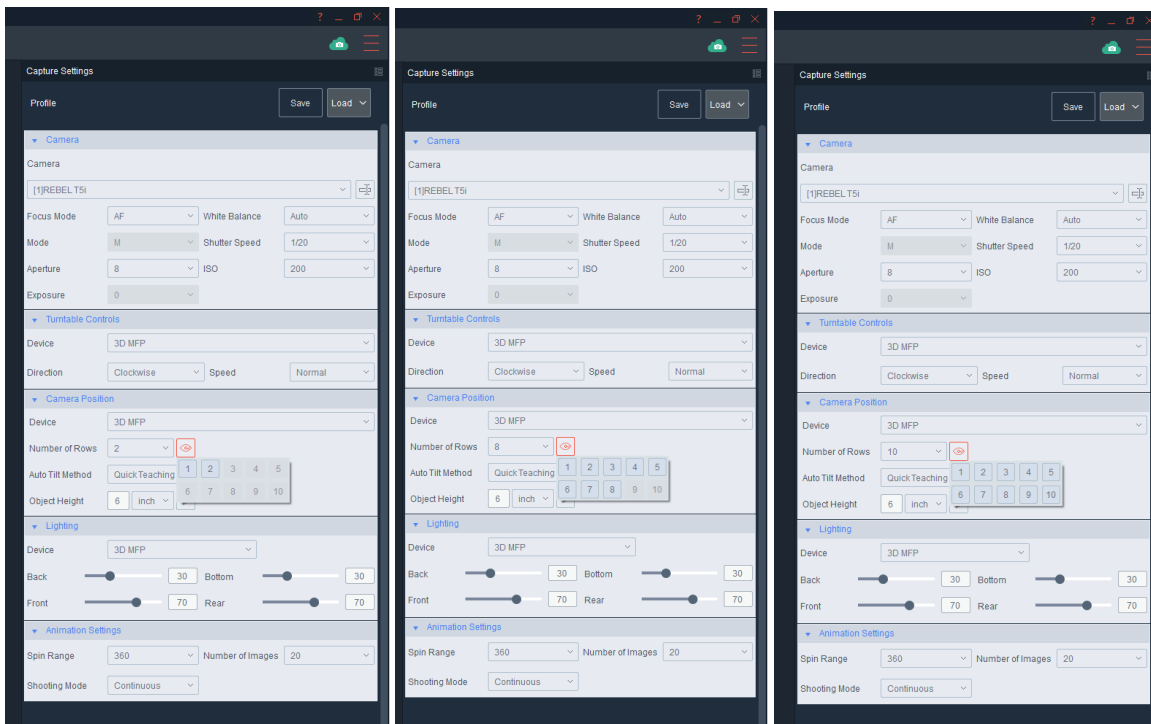 Capture Settings
Profile Save Load
Camera
Camera
[1]REBEL T5i
Focus Mode AF White Balance Auto
Mode M Shutter Speed 1/20
Aperture 8 ISO 200
Exposure 0
Turntable Controls
Device 3D MFP
Direction Clockwise Speed Normal
Camera Position
Device 3D MFP
Number of Rows 2
1 2 3 4 5
Auto Tilt Method Quick Teaching
6 7 8 9 10
Object Height 6 inch
Lighting
Device 3D MFP
Back 30 Bottom 30
Front 70 Rear 70
Animation Settings
Spin Range 360 Number of Images 20
Shooting Mode Continuous
?
Capture Settings
Profile Save Load
Camera
Camera
[1]REBEL T5i
Focus Mode AF White Balance Auto
Mode M Shutter Speed 1/20
Aperture 8 ISO 200
Exposure 0
Turntable Controls
Device 3D MFP
Direction Clockwise Speed Normal
Camera Position
Device 3D MFP
Number of Rows 8
1 2 3 4 5
Auto Tilt Method Quick Teaching
6 7 8 9 10
Object Height 6 inch
Lighting
Device 3D MFP
Back 30 Bottom 30
Front 70 Rear 70
Animation Settings
Spin Range 360 Number of Images 20
Shooting Mode Continuous
?
Capture Settings
Profile Save Load
Camera
Camera
[1]REBEL T5i
Focus Mode AF White Balance Auto
Mode M Shutter Speed 1/20
Aperture 8 ISO 200
Exposure 0
Turntable Controls
Device 3D MFP
Direction Clockwise Speed Normal
Camera Position
Device 3D MFP
Number of Rows 10
1 2 3 4 5
Auto Tilt Method Quick Teaching
6 7 8 9 10
Object Height 6 inch
Lighting
Device 3D MFP
Back 30 Bottom 30
Front 70 Rear 70
Animation Settings
Spin Range 360 Number of Images 20
Shooting Mode Continuous
?